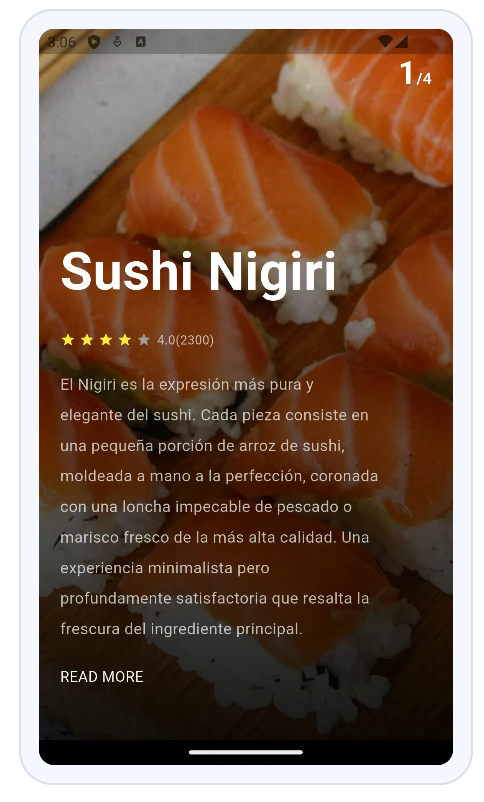 3:06
1/4
Sushi Nigiri
4.0(2300)
El Nigiri es la expresión más pura y
elegante del sushi. Cada pieza consiste en
una pequeña porción de arroz de sushi,
moldeada a mano a la perfección, coronada
con una loncha impecable de pescado o
marisco fresco de la más alta calidad. Una
experiencia minimalista pero
profundamente satisfactoria que resalta la
frescura del ingrediente principal.
READ MORE